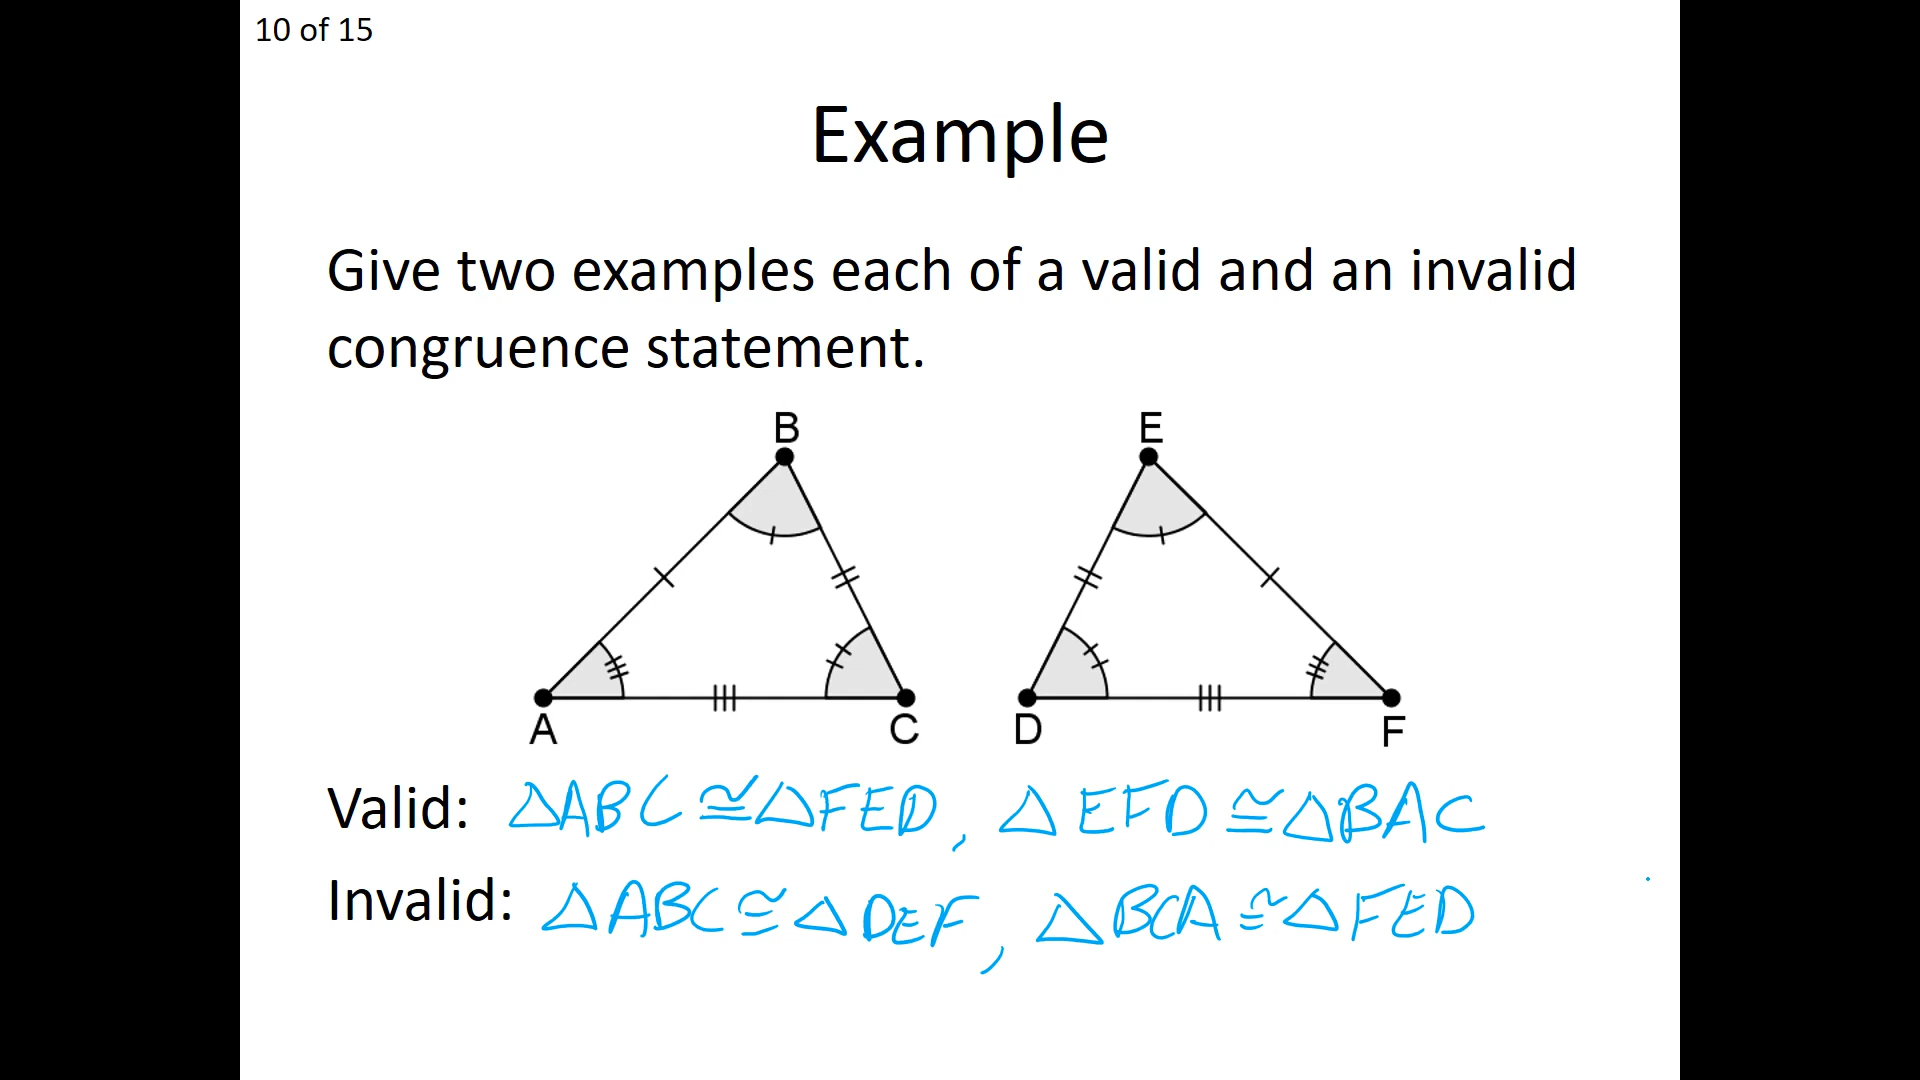 10 of 15
Example
Give two examples each of a valid and an invalid
congruence statement.
B E
A C D F
Valid: △ABC ≅ △FED, △EFD ≅ △BAC
Invalid: △ABC ≅ △DEF, △BCA ≅ △FED